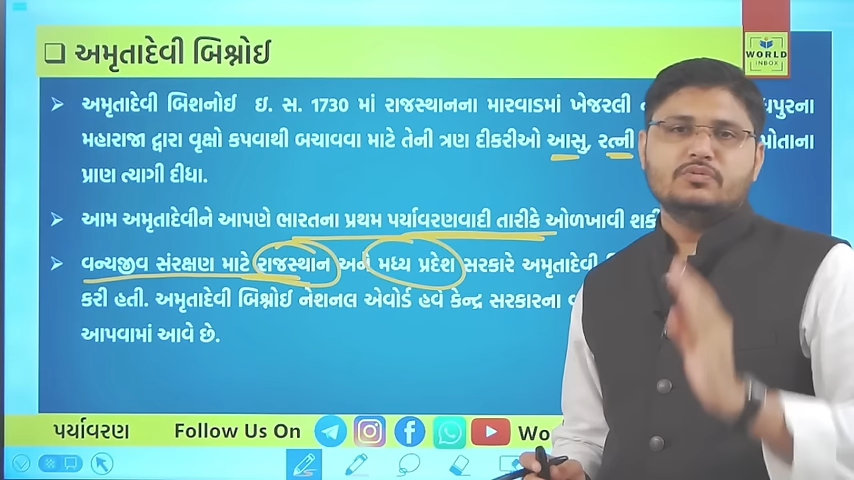 અમૃતાદેવી બિશ્નોઈ
WORLD
INBOX
અમૃતાદેવી બિશનોઈ ઇ. સ. 1730 માં રાજસ્થાનના મારવાડમાં ખેજરલી
મહારાજા દ્વારા વૃક્ષો કપવાથી બચાવવા માટે તેની ત્રણ દીકરીઓ આસુ, રત્ની પોતાના
પ્રાણ ત્યાગી દીધા.
આમ અમૃતાદેવીને આપણે ભારતના પ્રથમ પર્યાવરણવાદી તારીકે ઓળખાવી
વન્યજીવ સંરક્ષણ માટે રાજસ્થાન અને મધ્ય પ્રદેશ સરકારે અમૃતાદેવી
કરી હતી. અમૃતાદેવી બિશ્નોઈ નેશનલ એવોર્ડ હવે કેન્દ્ર સરકારના
આપવામાં આવે છે.
પર્યાવરણ Follow Us On